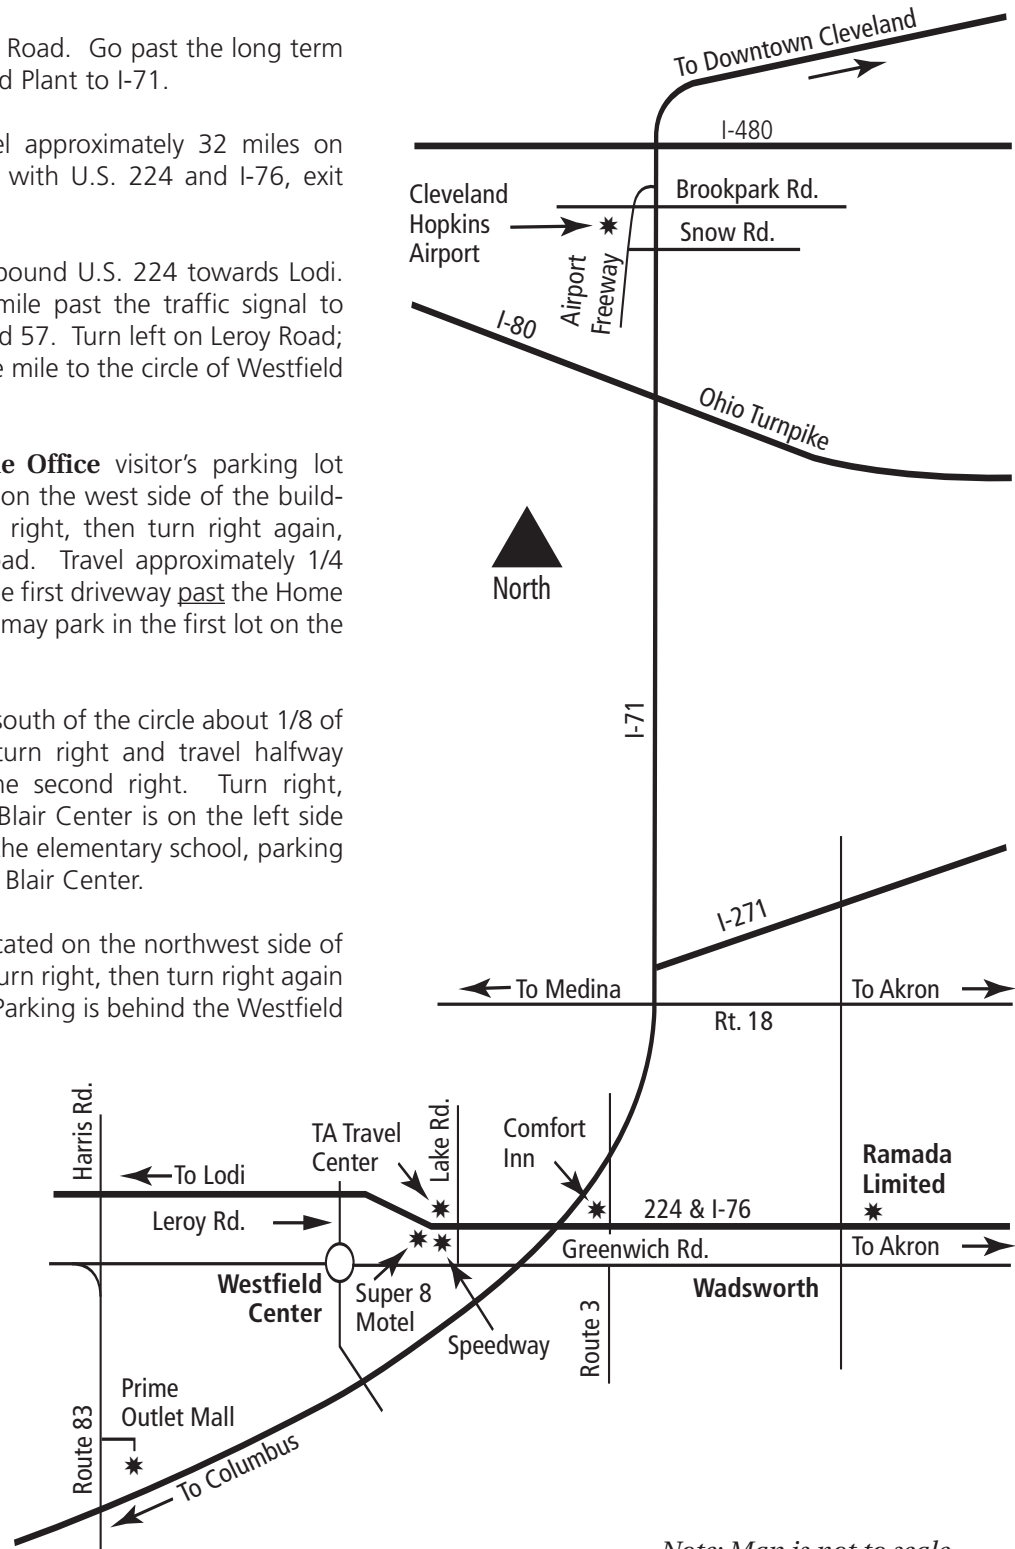 Road. Go past the long term
d Plant to I-71.
el approximately 32 miles on
with U.S. 224 and I-76, exit
bound U.S. 224 towards Lodi.
mile past the traffic signal to
d 57. Turn left on Leroy Road;
e mile to the circle of Westfield
e Office visitor's parking lot
on the west side of the build-
right, then turn right again,
oad. Travel approximately 1/4
e first driveway past the Home
may park in the first lot on the
south of the circle about 1/8 of
turn right and travel halfway
ne second right. Turn right,
Blair Center is on the left side
the elementary school, parking
Blair Center.
cated on the northwest side of
urn right, then turn right again
Parking is behind the Westfield
To Downtown Cleveland
I-480
Brookpark Rd.
Cleveland
Hopkins
Airport
Snow Rd.
Airport
Freeway
I-80
Ohio Turnpike
North
I-71
I-271
To Medina
To Akron
Rt. 18
Harris Rd.
TA Travel
Center
Lake Rd.
Comfort
Inn
Ramada
Limited
To Lodi
Leroy Rd.
224 & I-76
Greenwich Rd.
To Akron
Westfield
Center
Super 8
Motel
Wadsworth
Speedway
Route 3
Prime
Outlet Mall
Route 83
To Columbus
Note: Map is not to scale